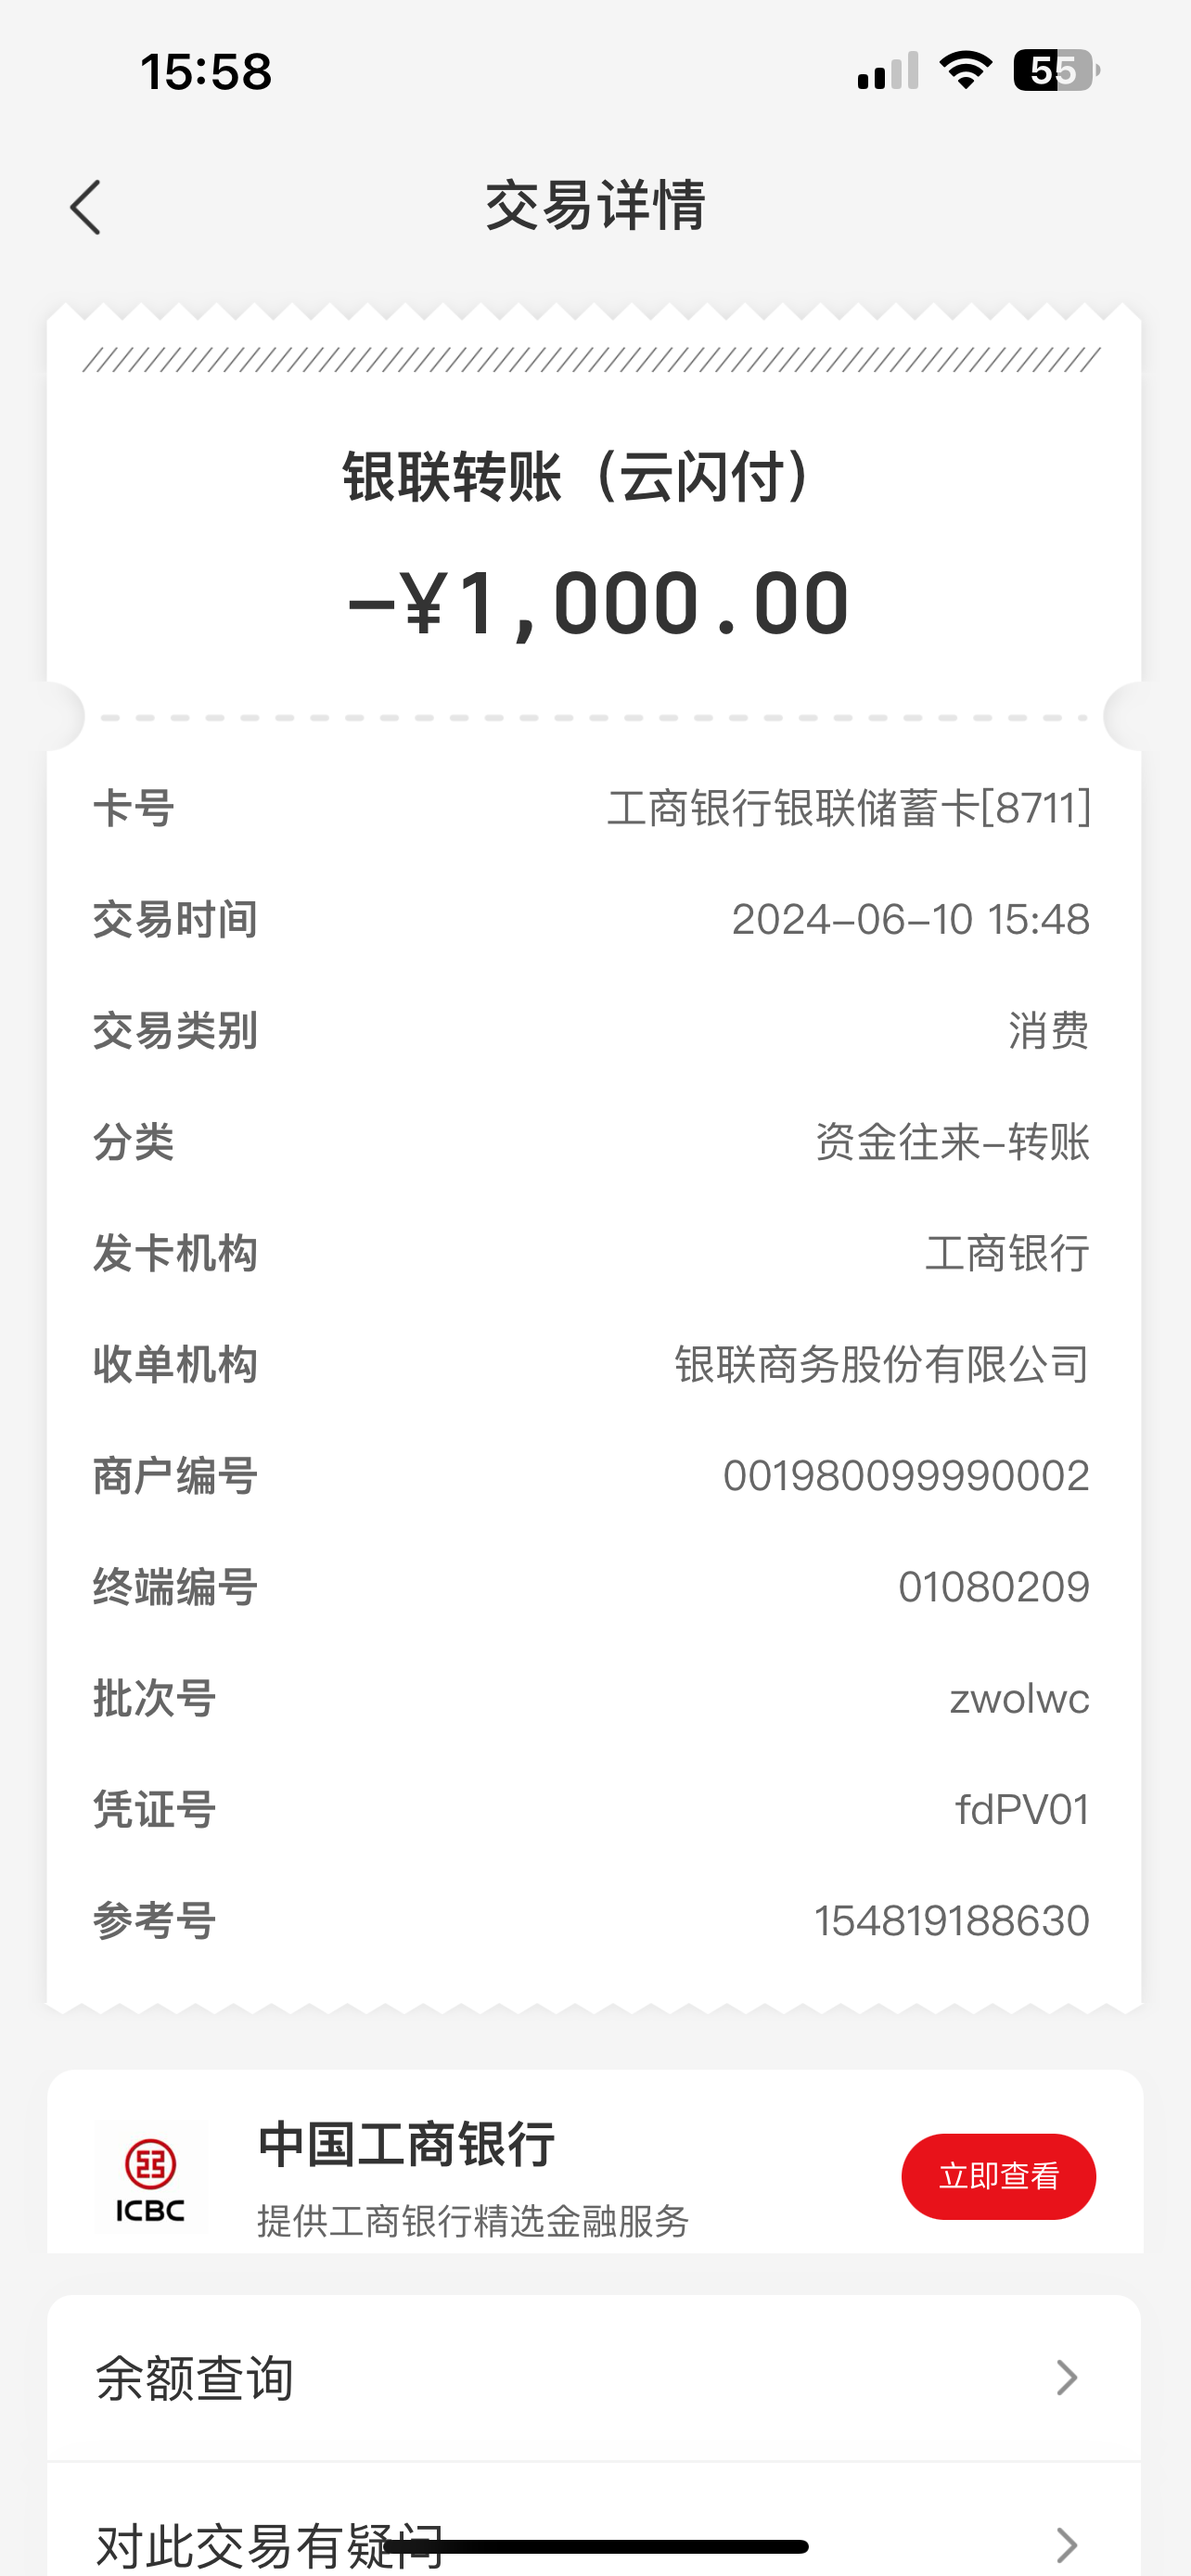 15:58
55
交易详情
银联转账（云闪付）
-¥1,000.00
卡号 工商银行银联储蓄卡[8711]
交易时间 2024-06-10 15:48
交易类别 消费
分类 资金往来-转账
发卡机构 工商银行
收单机构 银联商务股份有限公司
商户编号 001980099990002
终端编号 01080209
批次号 zwolwc
凭证号 fdPV01
参考号 154819188630
中国工商银行
ICBC
提供工商银行精选金融服务
立即查看
余额查询
对此交易有疑问